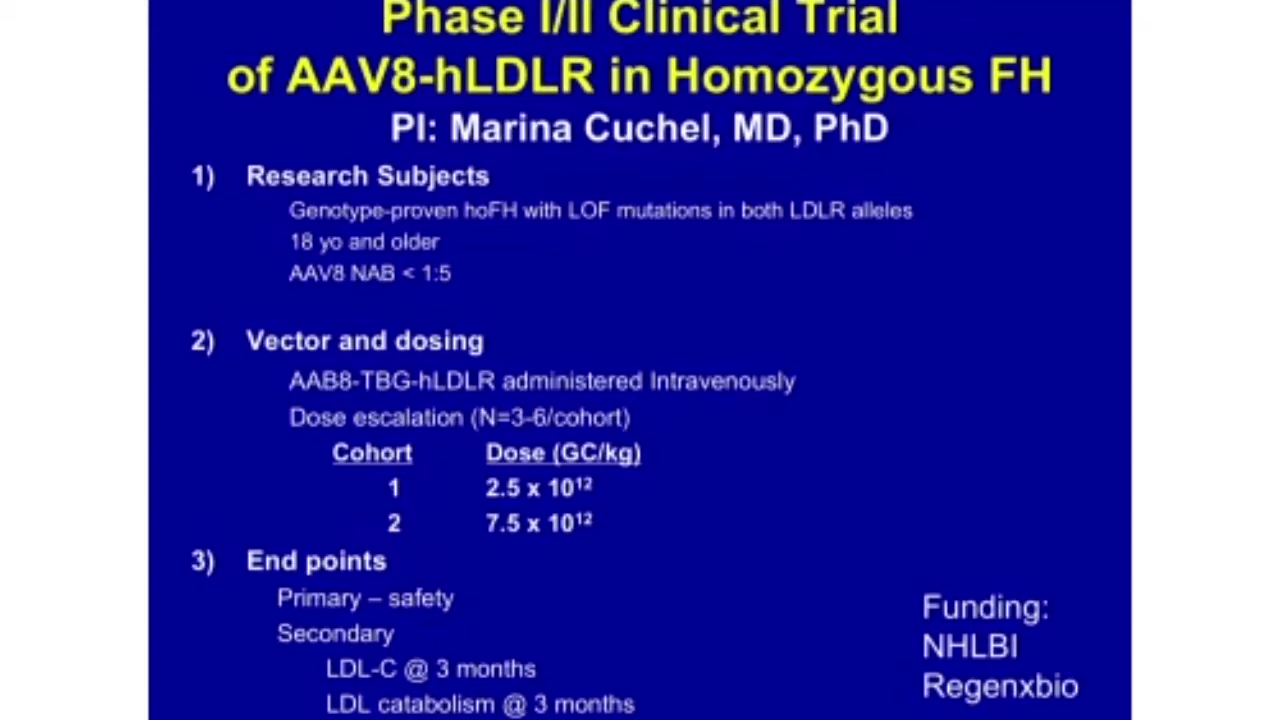 Phase I/II Clinical Trial
of AAV8-hLDLR in Homozygous FH
PI: Marina Cuchel, MD, PhD
1) Research Subjects
Genotype-proven hoFH with LOF mutations in both LDLR alleles
18 yo and older
AAV8 NAB < 1:5
2) Vector and dosing
AAB8-TBG-hLDLR administered Intravenously
Dose escalation (N=3-6/cohort)
Cohort Dose (GC/kg)
1 2.5 x 10¹²
2 7.5 x 10¹²
3) End points
Primary – safety
Secondary
LDL-C @ 3 months
LDL catabolism @ 3 months
Funding:
NHLBI
Regenxbio